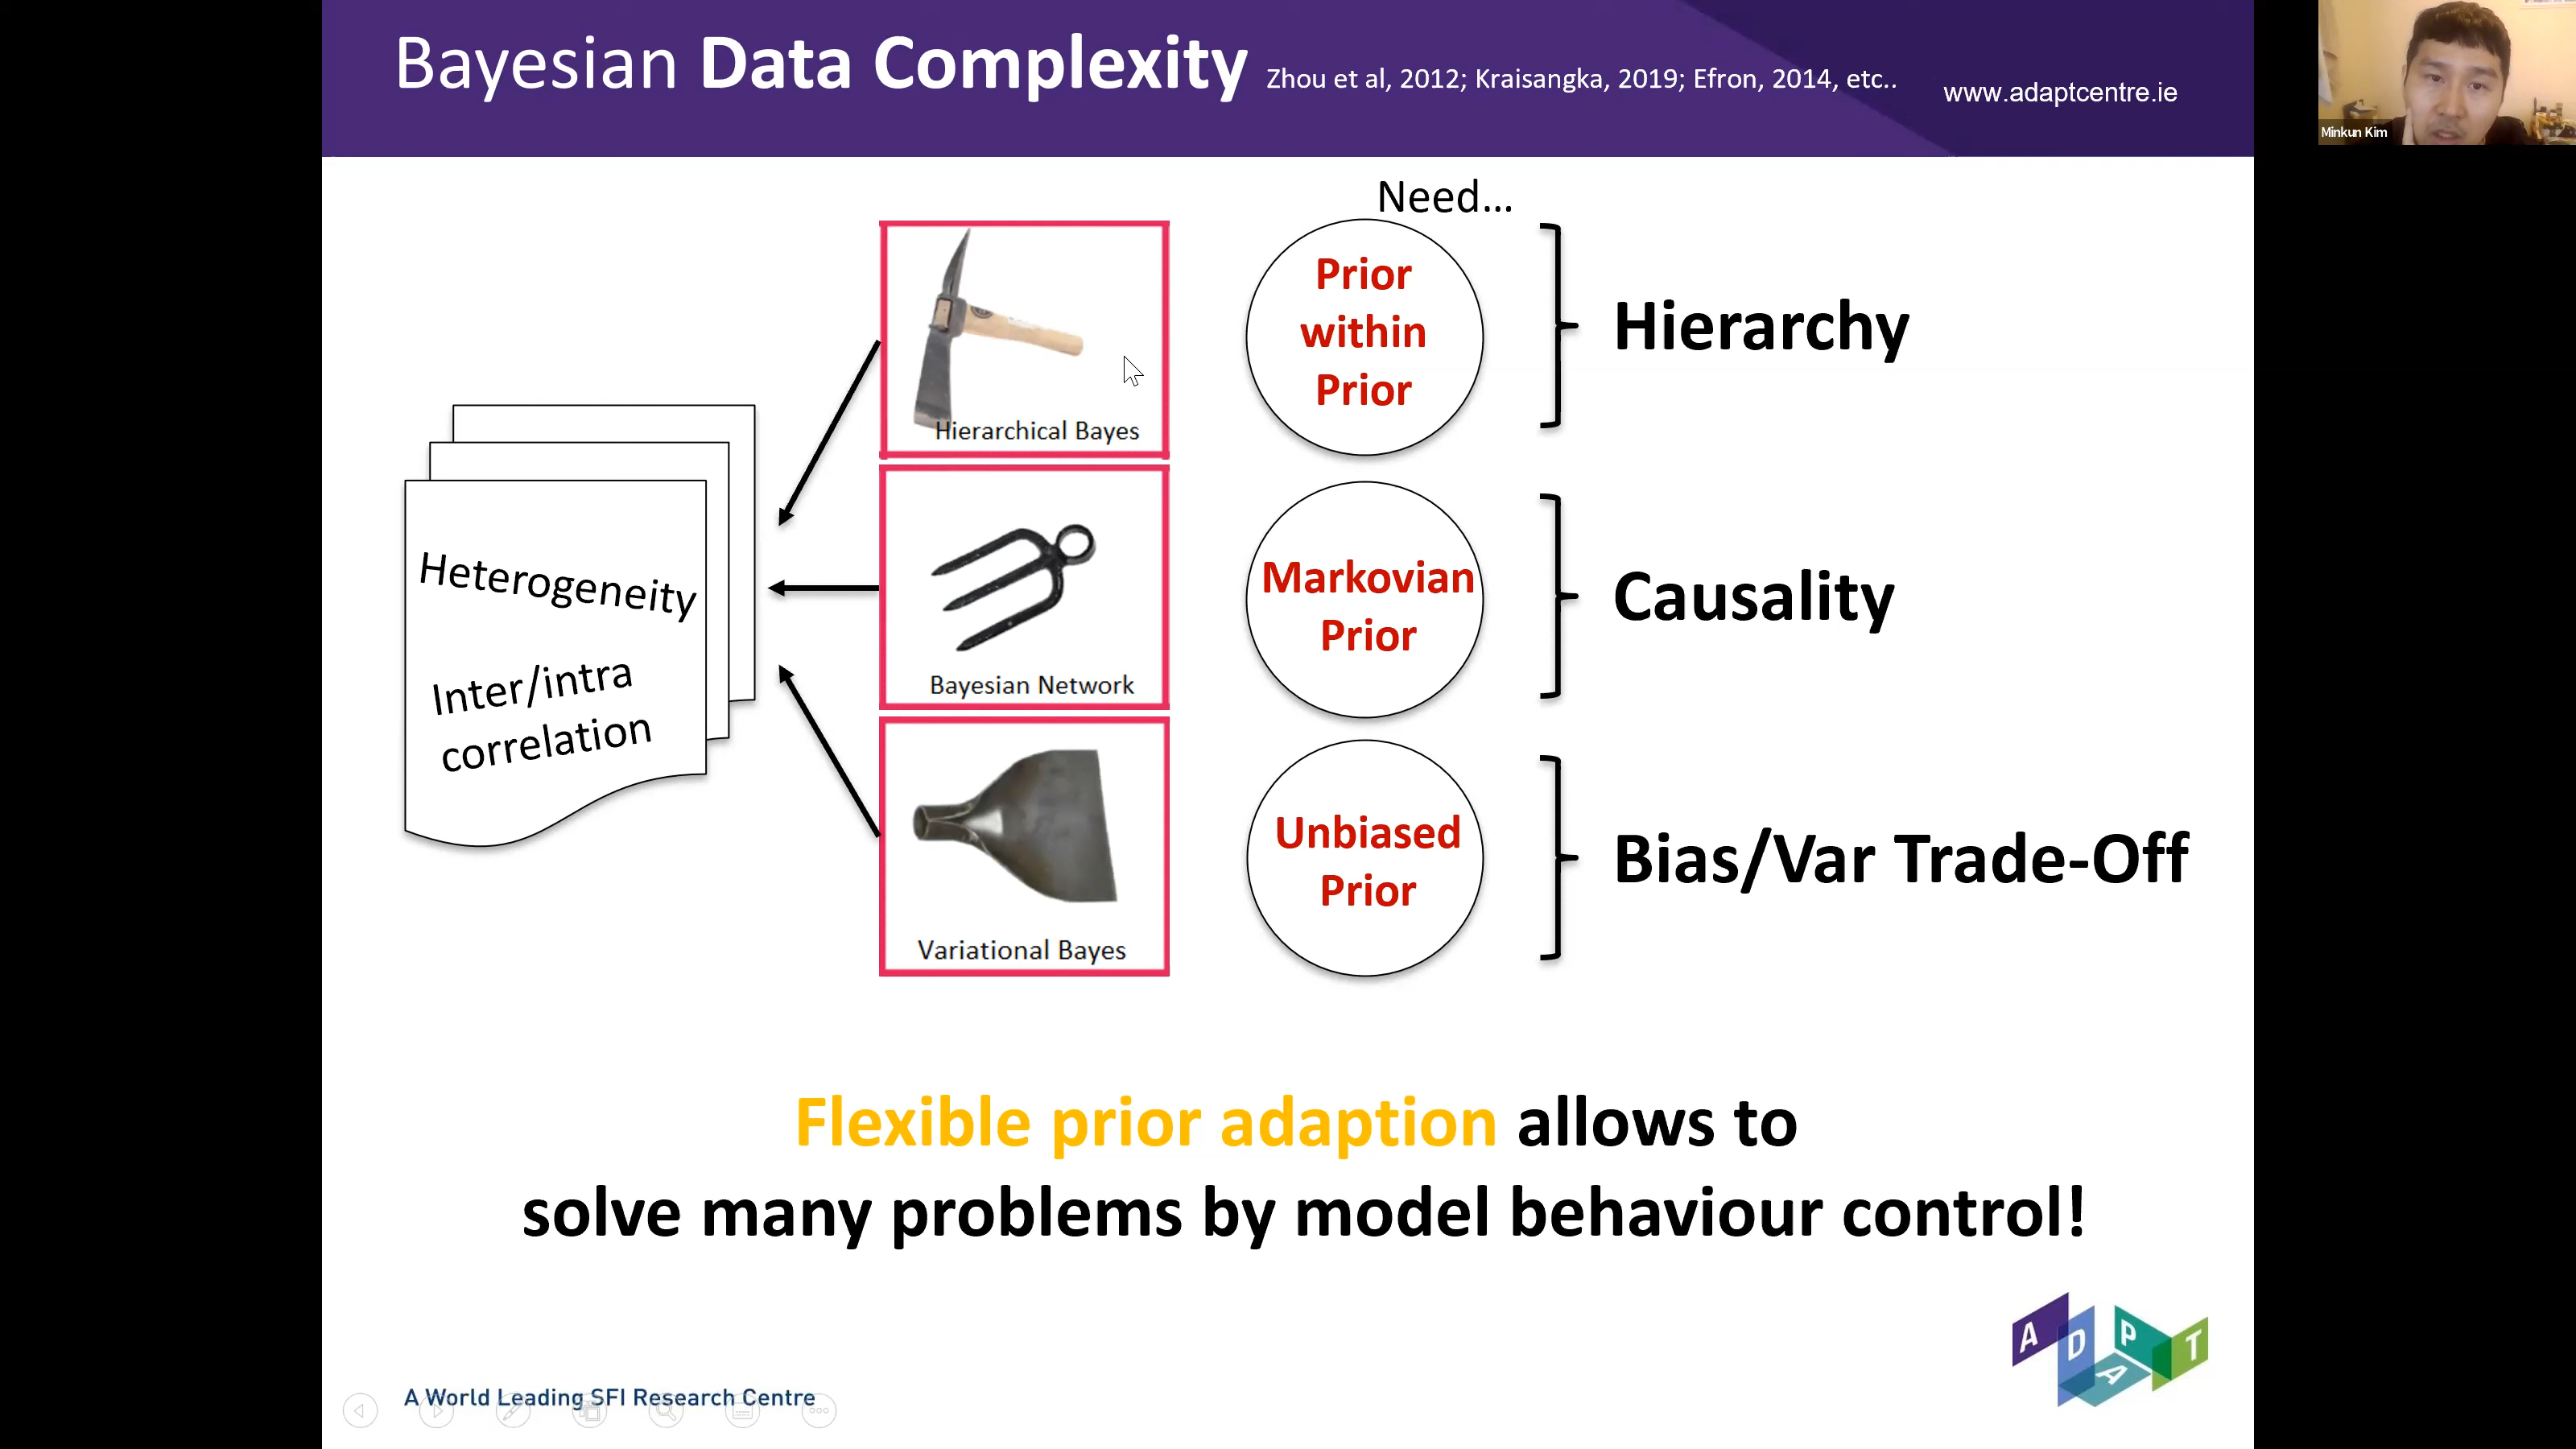 Bayesian Data Complexity Zhou et al, 2012; Kraisangka, 2019; Efron, 2014, etc..
www.adaptcentre.ie
Minkun Kim
Need...
Hierarchical Bayes
Prior
within
Prior
Hierarchy
Heterogeneity
Inter/intra
correlation
Bayesian Network
Markovian
Prior
Causality
Variational Bayes
Unbiased
Prior
Bias/Var Trade-Off
Flexible prior adaption allows to
solve many problems by model behaviour control!
A World Leading SFI Research Centre
ADAPT